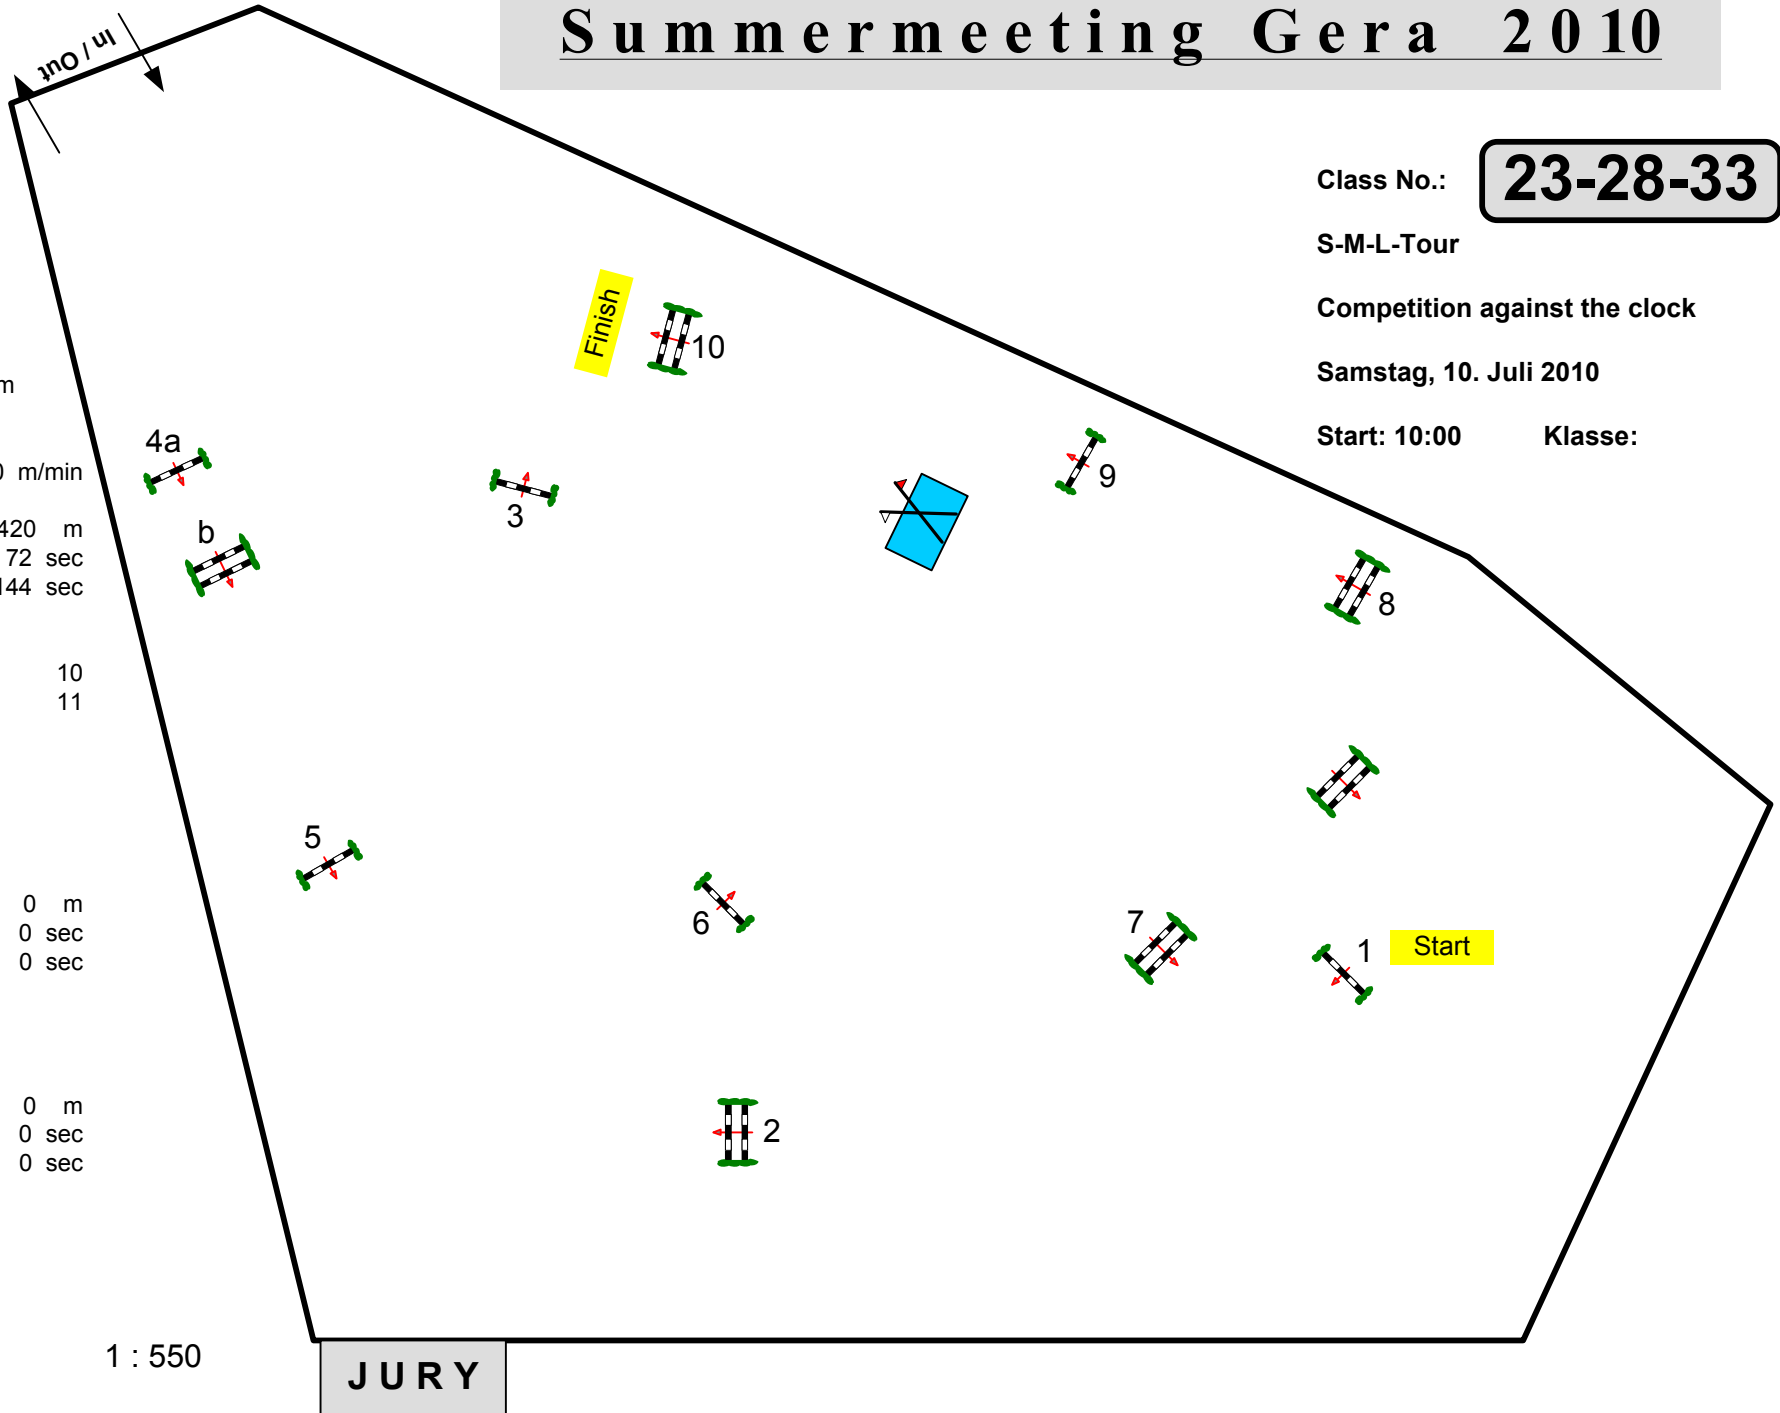 Summermeeting Gera 2010
In / Out
Class No.: 23-28-33
S-M-L-Tour
Competition against the clock
Samstag, 10. Juli 2010
Start: 10:00 Klasse:
Finish
10
m
4a
0 m/min
3
9
420 m
b
72 sec
144 sec
8
10
11
5
6
7
1
Start
0 m
0 sec
0 sec
2
0 m
0 sec
0 sec
1 : 550
JURY